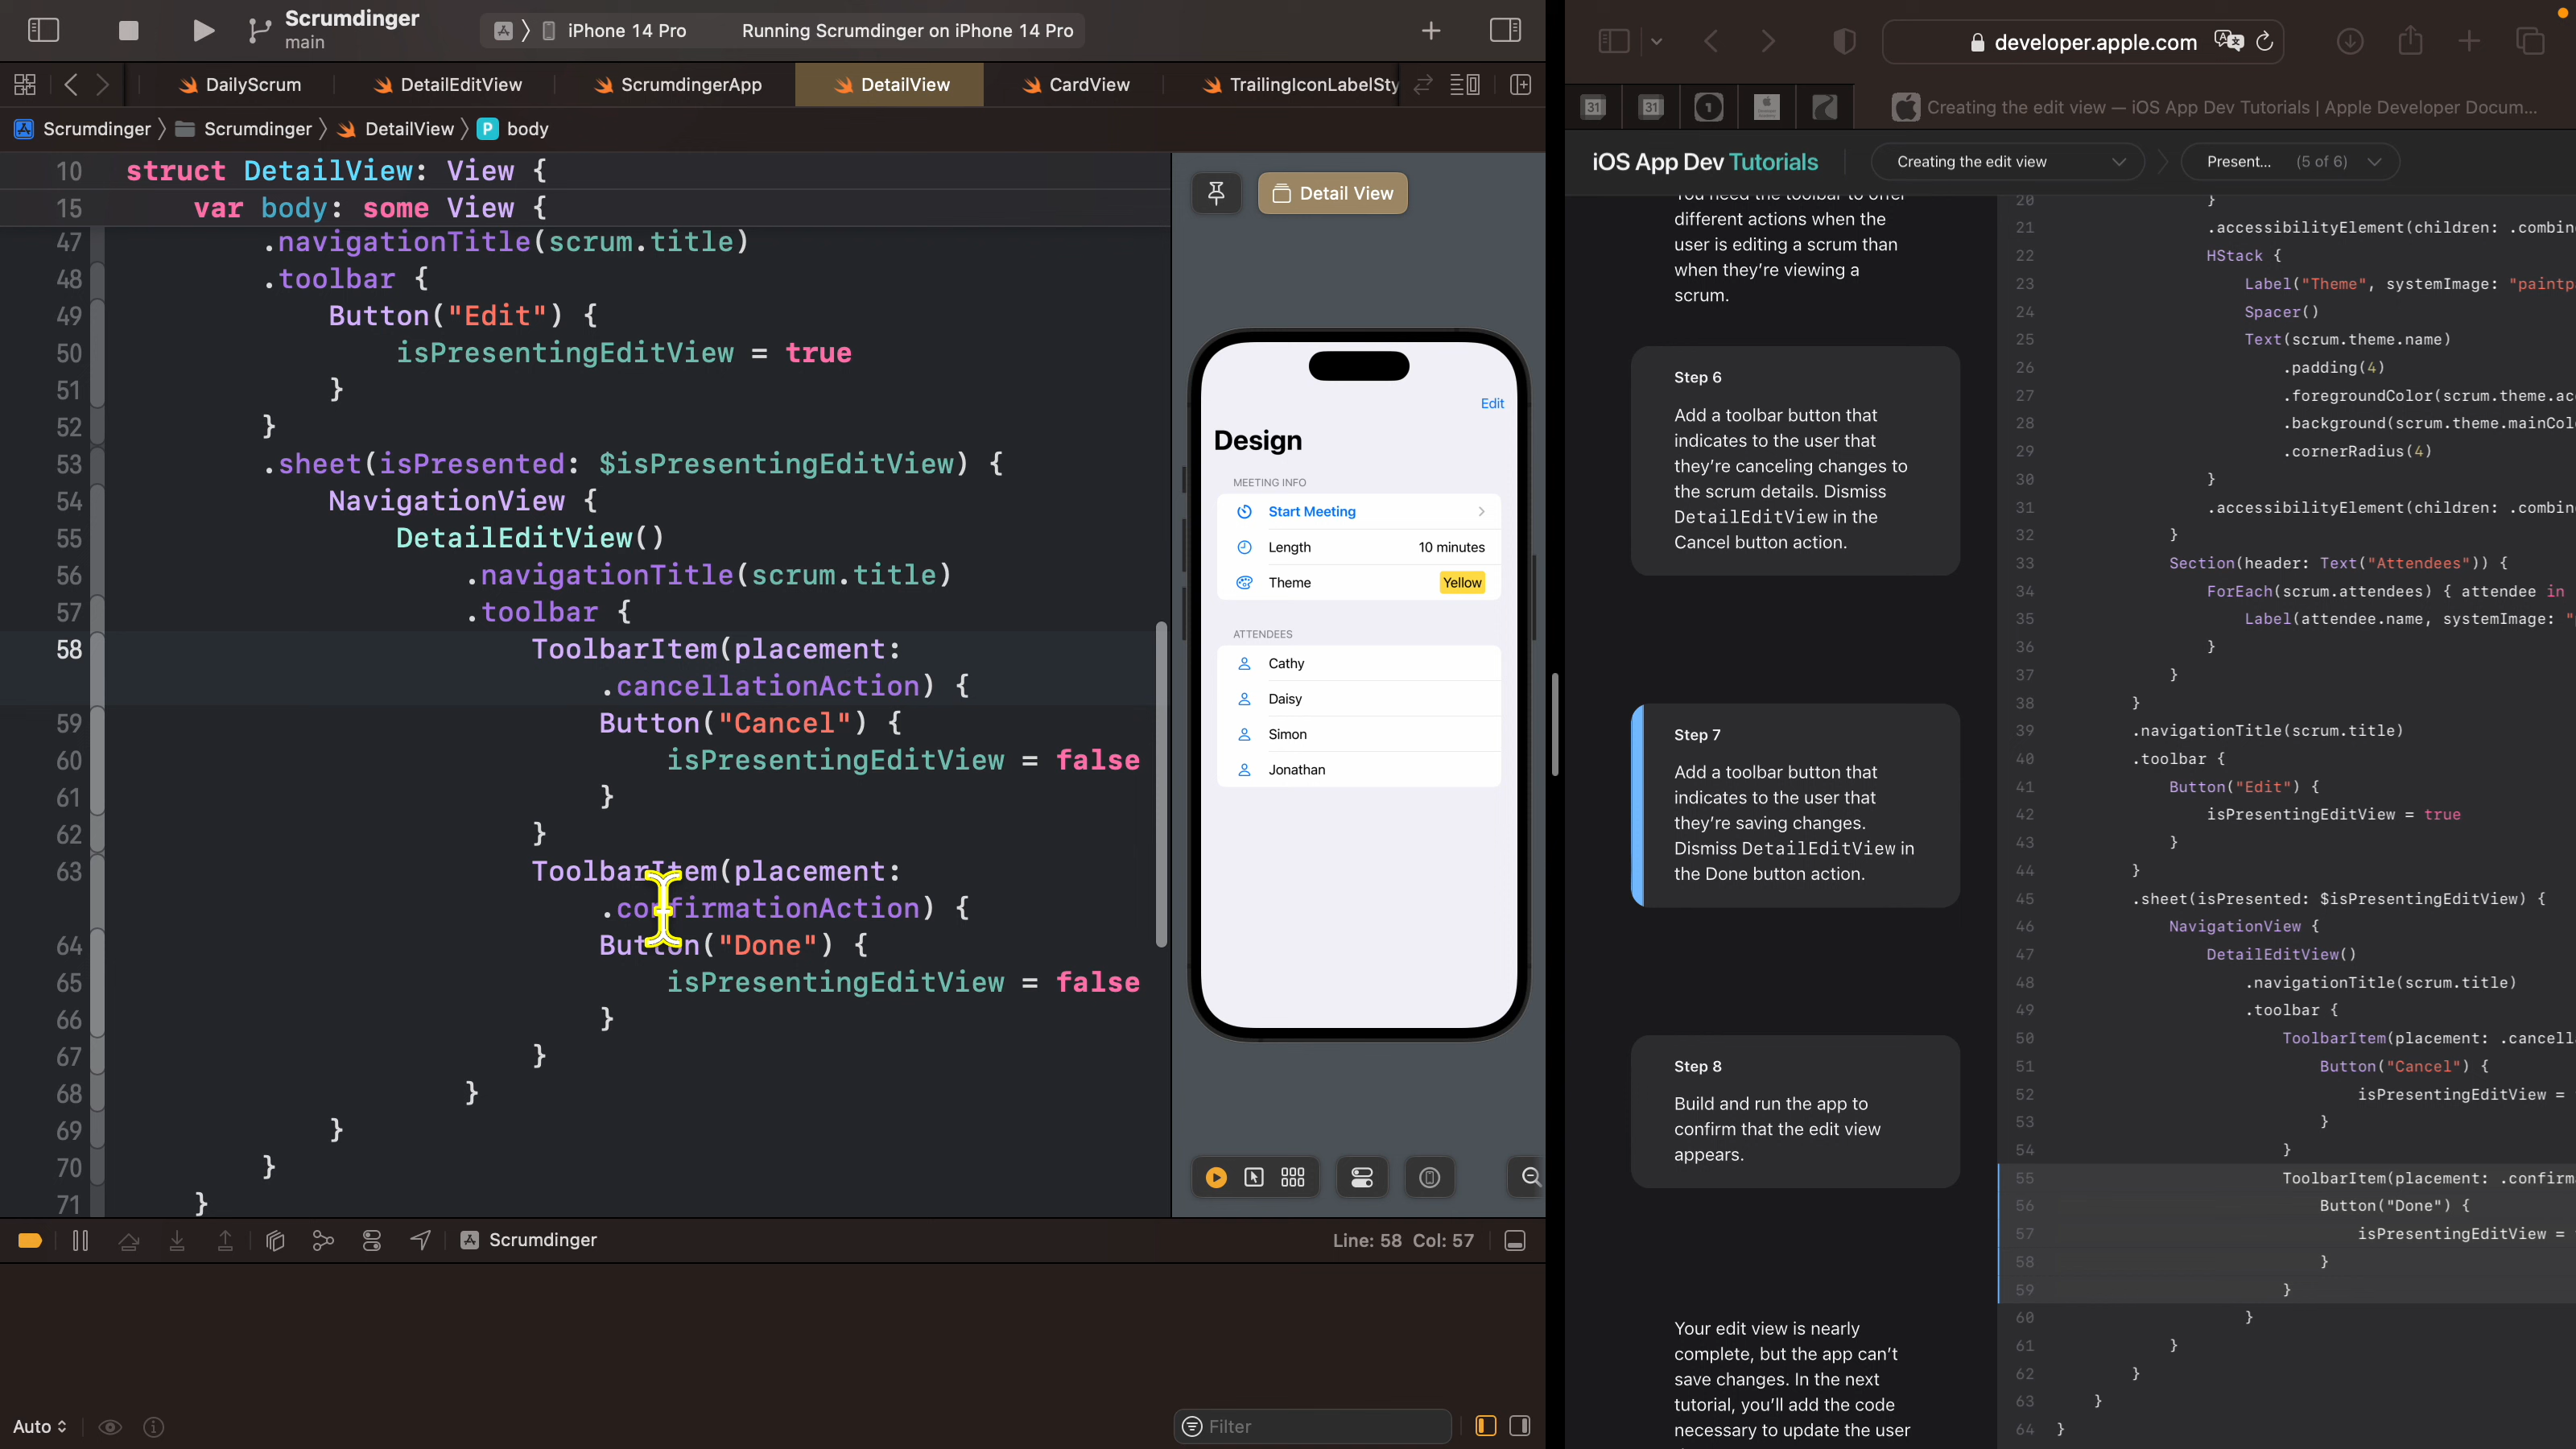 Scrumdinger
main
iPhone 14 Pro
Running Scrumdinger on iPhone 14 Pro
DailyScrum
DetailEditView
ScrumdingerApp
DetailView
CardView
TrailingIconLabelSty
Scrumdinger
Scrumdinger
DetailView
P body
10 struct DetailView: View {
15 var body: some View {
47 .navigationTitle(scrum.title)
48 .toolbar {
49 Button("Edit") {
50 isPresentingEditView = true
51 }
52 }
53 .sheet(isPresented: $isPresentingEditView) {
54 NavigationView {
55 DetailEditView()
56 .navigationTitle(scrum.title)
57 .toolbar {
58 ToolbarItem(placement:
.cancellationAction) {
59 Button("Cancel") {
60 isPresentingEditView = false
61 }
62 }
63 ToolbarItem(placement:
.confirmationAction) {
64 Button("Done") {
65 isPresentingEditView = false
66 }
67 }
68 }
69 }
70 }
71 }
Detail View
Edit
Design
MEETING INFO
Start Meeting
Length 10 minutes
Theme Yellow
ATTENDEES
Cathy
Daisy
Simon
Jonathan
Scrumdinger
Line: 58 Col: 57
Auto
Filter
developer.apple.com
31
31
1
Creating the edit view — iOS App Dev Tutorials | Apple Developer Docum...
iOS App Dev Tutorials
Creating the edit view
Present... (5 of 6)
You need the toolbar to offer
different actions when the
user is editing a scrum than
when they're viewing a
scrum.
Step 6
Add a toolbar button that
indicates to the user that
they're canceling changes to
the scrum details. Dismiss
DetailEditView in the
Cancel button action.
Step 7
Add a toolbar button that
indicates to the user that
they're saving changes.
Dismiss DetailEditView in
the Done button action.
Step 8
Build and run the app to
confirm that the edit view
appears.
Your edit view is nearly
complete, but the app can't
save changes. In the next
tutorial, you'll add the code
necessary to update the user
20 }
21 .accessibilityElement(children: .combin
22 HStack {
23 Label("Theme", systemImage: "paintp
24 Spacer()
25 Text(scrum.theme.name)
26 .padding(4)
27 .foregroundColor(scrum.theme.ac
28 .background(scrum.theme.mainCol
29 .cornerRadius(4)
30 }
31 .accessibilityElement(children: .combin
32 }
33 Section(header: Text("Attendees")) {
34 ForEach(scrum.attendees) { attendee in
35 Label(attendee.name, systemImage: "
36 }
37 }
38 }
39 .navigationTitle(scrum.title)
40 .toolbar {
41 Button("Edit") {
42 isPresentingEditView = true
43 }
44 }
45 .sheet(isPresented: $isPresentingEditView) {
46 NavigationView {
47 DetailEditView()
48 .navigationTitle(scrum.title)
49 .toolbar {
50 ToolbarItem(placement: .cancell
51 Button("Cancel") {
52 isPresentingEditView =
53 }
54 }
55 ToolbarItem(placement: .confirm
56 Button("Done") {
57 isPresentingEditView =
58 }
59 }
60 }
61 }
62 }
63 }
64 }